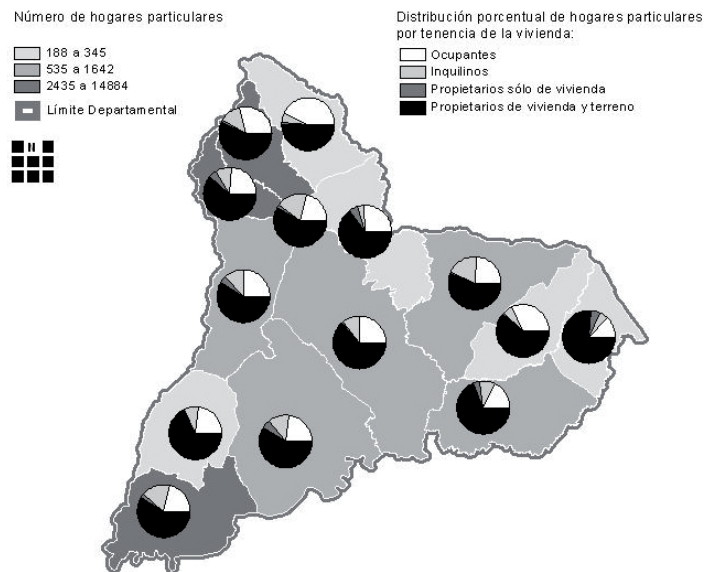 Número de hogares particulares
188 a 345
535 a 1642
2435 a 14884
Límite Departamental
N
Distribución porcentual de hogares particulares
por tenencia de la vivienda:
Ocupantes
Inquilinos
Propietarios sólo de vivienda
Propietarios de vivienda y terreno